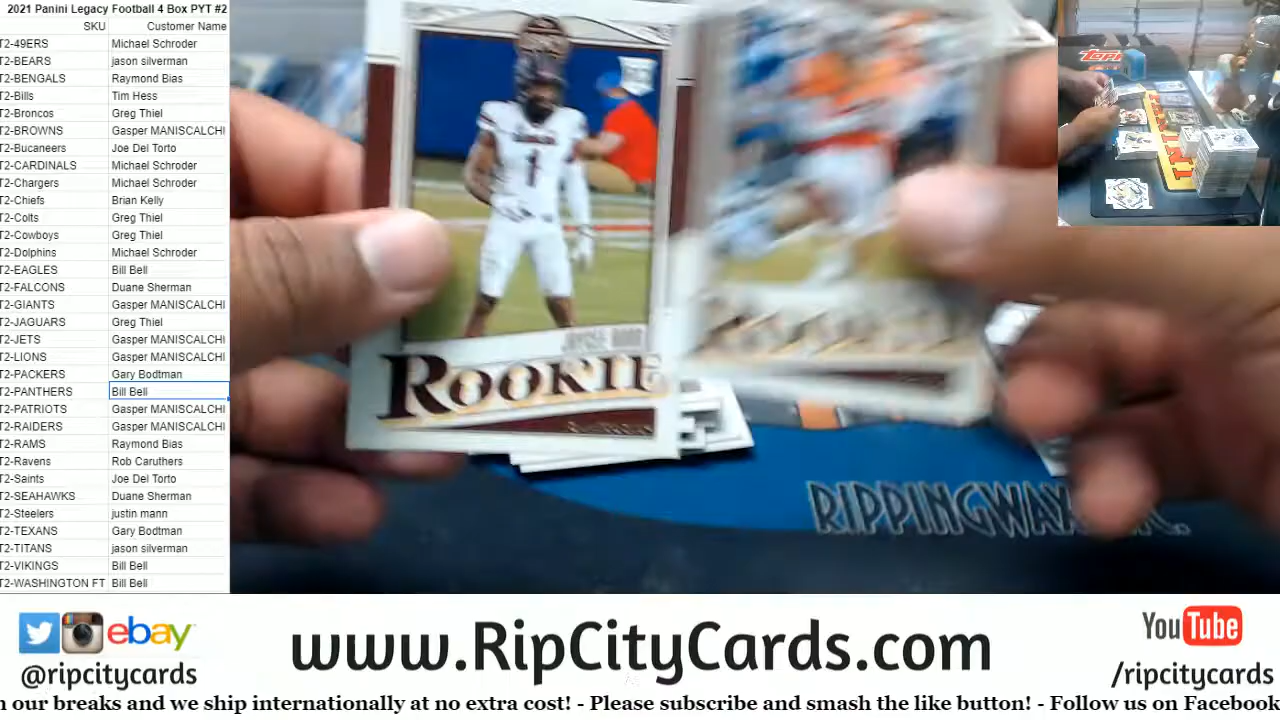 2021 Panini Legacy Football 4 Box PYT #2
SKU Customer Name
T2-49ERS Michael Schroder
T2-BEARS jason silverman
T2-BENGALS Raymond Bias
T2-Bills Tim Hess
T2-Broncos Greg Thiel
T2-BROWNS Gasper MANISCALCHI
T2-Bucaneers Joe Del Torto
T2-CARDINALS Michael Schroder
T2-Chargers Michael Schroder
T2-Chiefs Brian Kelly
T2-Colts Greg Thiel
T2-Cowboys Greg Thiel
T2-Dolphins Michael Schroder
T2-EAGLES Bill Bell
T2-FALCONS Duane Sherman
T2-GIANTS Gasper MANISCALCHI
T2-JAGUARS Greg Thiel
T2-JETS Gasper MANISCALCHI
T2-LIONS Gasper MANISCALCHI
T2-PACKERS Gary Bodtman
T2-PANTHERS Bill Bell
T2-PATRIOTS Gasper MANISCALCHI
T2-RAIDERS Gasper MANISCALCHI
T2-RAMS Raymond Bias
T2-Ravens Rob Caruthers
T2-Saints Joe Del Torto
T2-SEAHAWKS Duane Sherman
T2-Steelers justin mann
T2-TEXANS Gary Bodtman
T2-TITANS jason silverman
T2-VIKINGS Bill Bell
T2-WASHINGTON FT Bill Bell
1
ROOKIE
TOPPS
PANINI
RIPPINGWAX
ebay
@ripcitycards
www.RipCityCards.com
YouTube
/ripcitycards
n our breaks and we ship internationally at no extra cost! - Please subscribe and smash the like button! - Follow us on Facebook